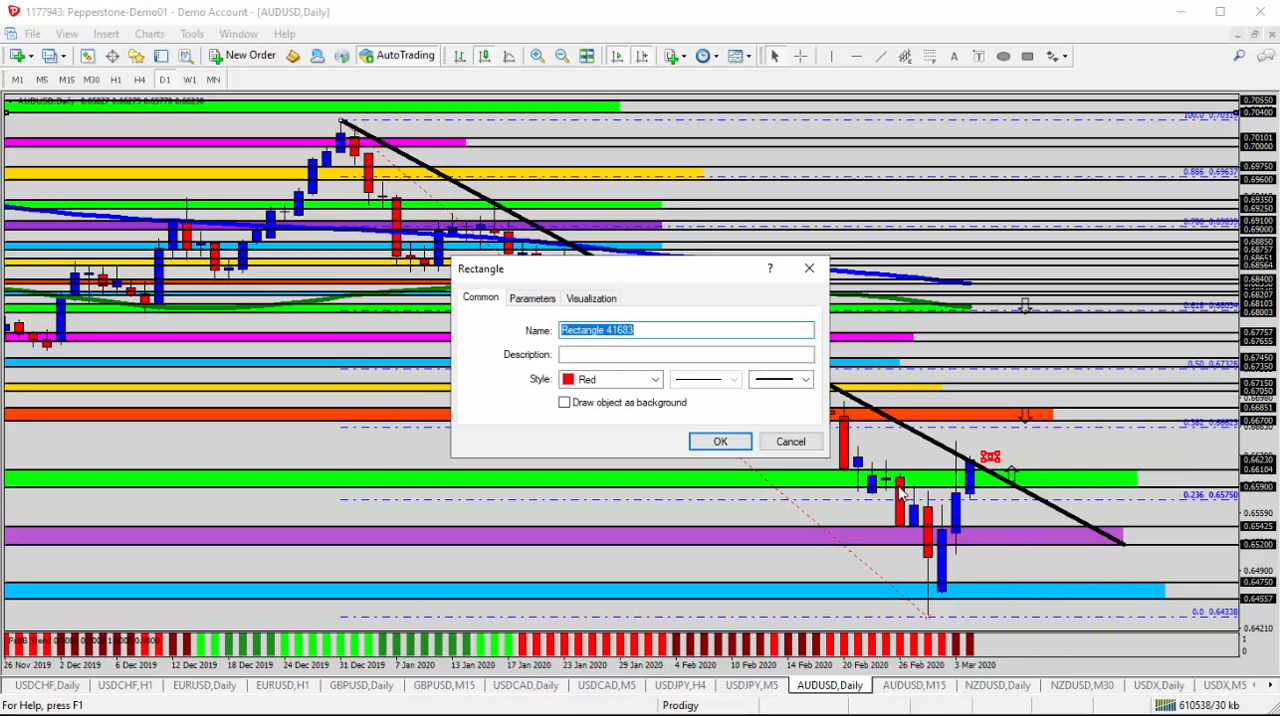 1177943: Pepperstone-Demo01 - Demo Account - [AUDUSD,Daily]
File View Insert Charts Tools Window Help
New Order AutoTrading
M1 M5 M15 M30 H1 H4 D1 W1 MN
AUDUSD,Daily
0.70550
0.70400
100.0
0.70101
0.70000
0.69750
0.69600
0.886 0.69637
0.69250
0.69000
0.68850
0.68757
0.68651
0.68564
0.68400
0.68207
0.68103
0.68003
0.67765
0.67655
0.67450
0.67350
0.50 0.67328
0.67150
0.67050
0.66851
0.66700
0.66230
0.66104
0.65900
0.236 0.65750
0.65590
0.65425
0.65200
0.64900
0.64750
0.64557
0.0 0.64338
0.64210
Rectangle
Common Parameters Visualization
Name: Rectangle 41683
Description:
Style: Red
Draw object as background
OK Cancel
1
0
26 Nov 2019 2 Dec 2019 6 Dec 2019 12 Dec 2019 18 Dec 2019 24 Dec 2019 31 Dec 2019 7 Jan 2020 13 Jan 2020 17 Jan 2020 23 Jan 2020 29 Jan 2020 4 Feb 2020 10 Feb 2020 14 Feb 2020 20 Feb 2020 26 Feb 2020 3 Mar 2020
USDCHF,Daily USDCHF,H1 EURUSD,Daily EURUSD,H1 GBPUSD,Daily GBPUSD,M15 USDCAD,Daily USDCAD,M5 USDJPY,H4 USDJPY,M5 AUDUSD,Daily AUDUSD,M15 NZDUSD,Daily NZDUSD,M30 USDX,Daily USDX,M5
For Help, press F1 Prodigy 610538/30 kb